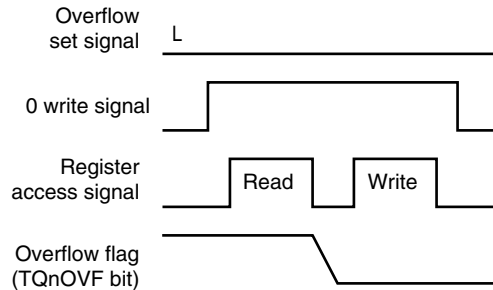 Overflow
set signal
L
0 write signal
Register
access signal
Read
Write
Overflow flag
(TQnOVF bit)